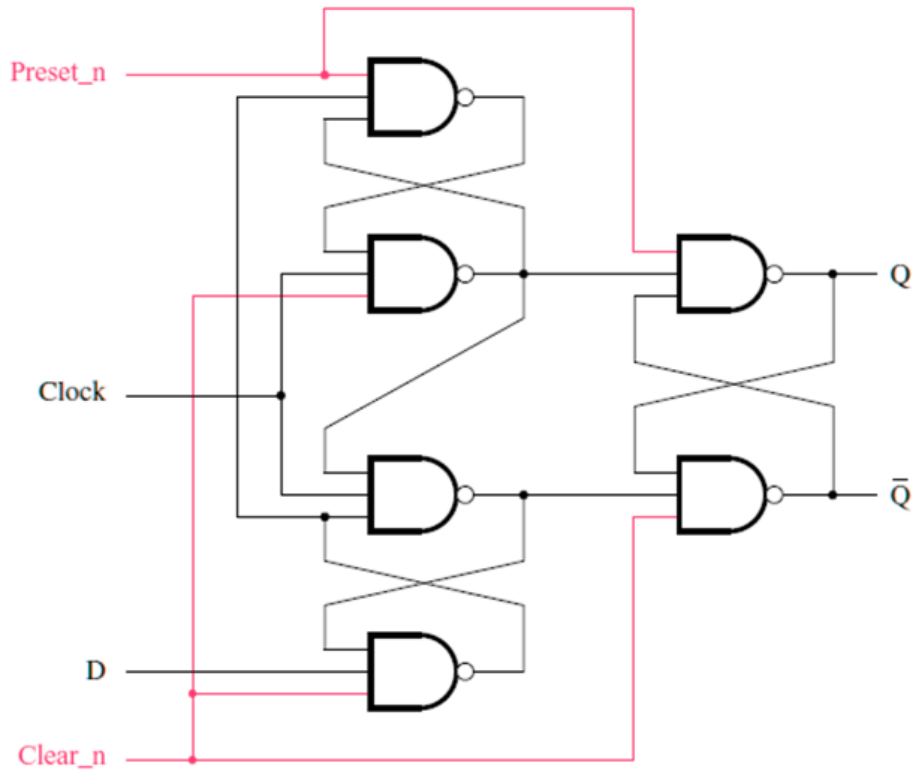 Preset_n
Q
Clock
Q̅
D
Clear_n